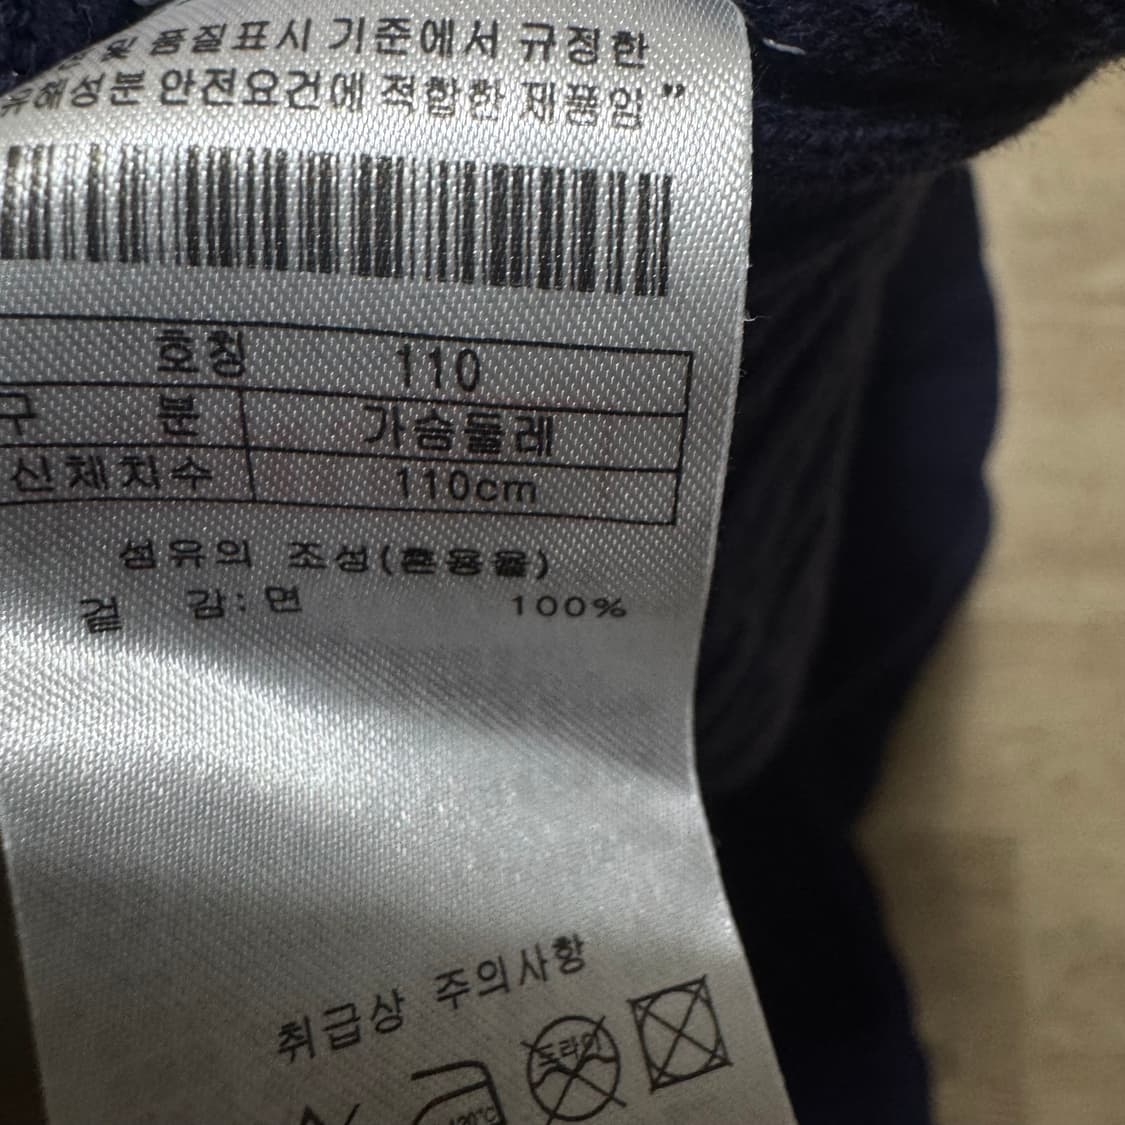 및 품질표시 기준에서 규정한
유해성분 안전요건에 적합한 제품임 "
호칭 110
구 분 가슴둘레
신체치수 110cm
섬유의 조성(혼용율)
겉 감: 면 100%
취급상 주의사항
드라이